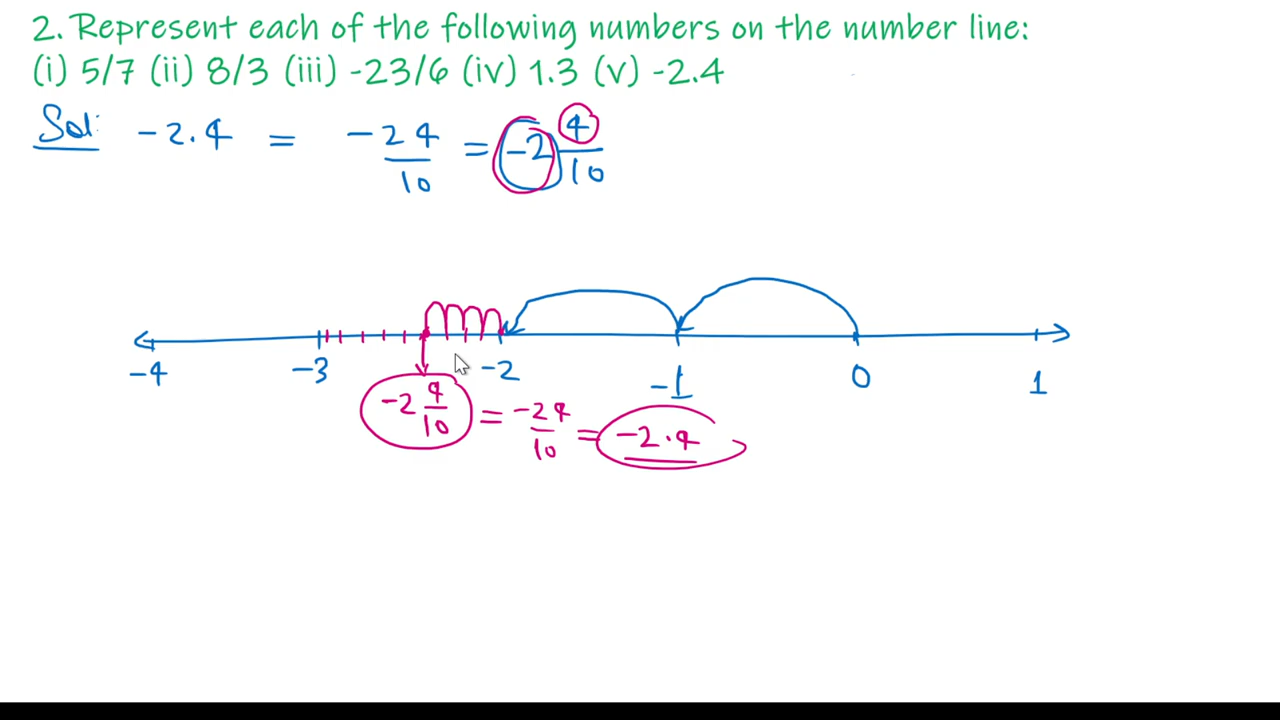 2. Represent each of the following numbers on the number line:
(i) 5/7 (ii) 8/3 (iii) -23/6 (iv) 1.3 (v) -2.4
Sol: -2.4 = -24/10 = -2 4/10
-4 -3 -2 -1 0 1
-2 4/10 = -24/10 = -2.4